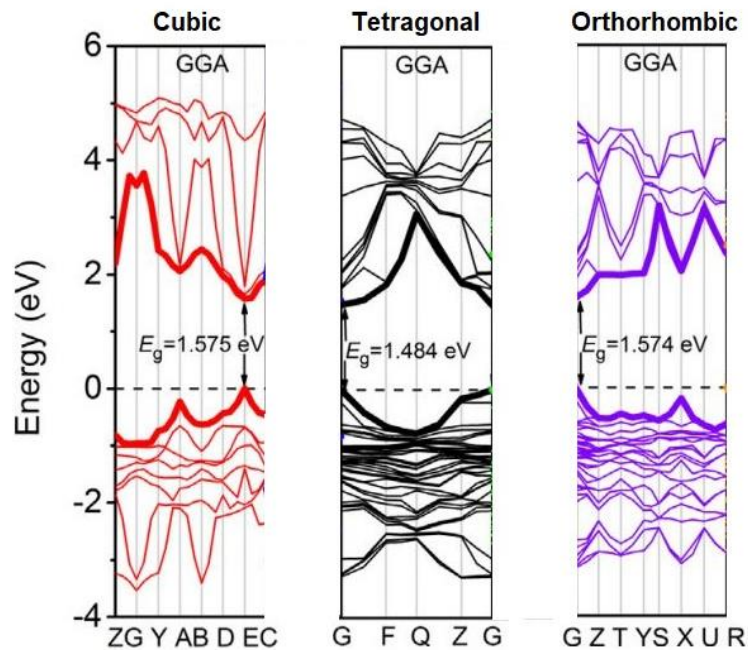 Cubic Tetragonal Orthorhombic
GGA GGA GGA
6
4
2
0
-2
-4
Energy (eV)
Eg=1.575 eV Eg=1.484 eV Eg=1.574 eV
ZG Y AB D EC G F Q Z G G Z T YS X U R